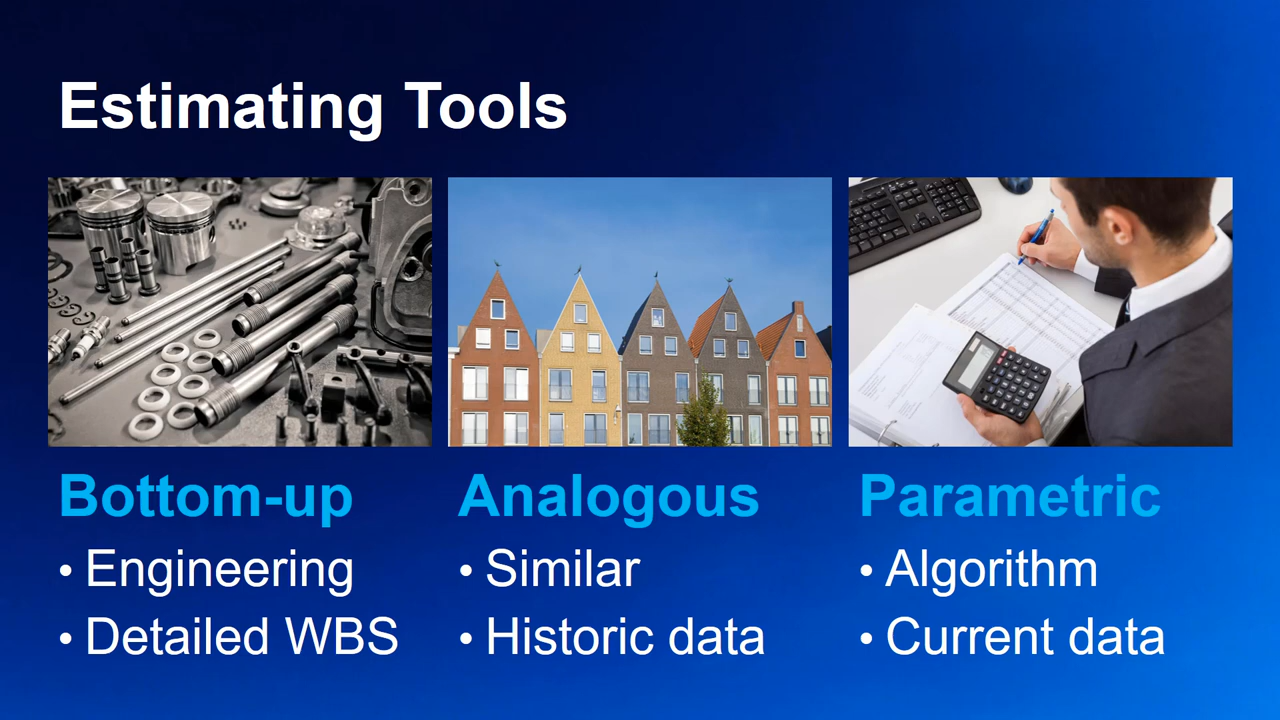 Estimating Tools
Bottom-up
• Engineering
• Detailed WBS
Analogous
• Similar
• Historic data
Parametric
• Algorithm
• Current data